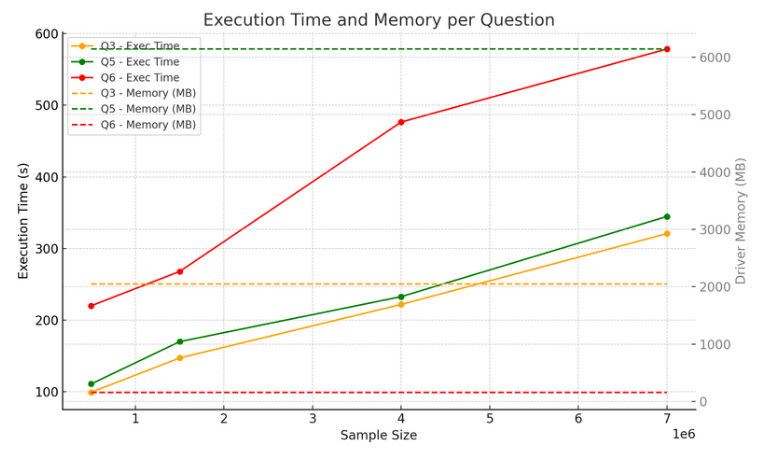 Execution Time and Memory per Question
Q3 - Exec Time
Q5 - Exec Time
Q6 - Exec Time
Q3 - Memory (MB)
Q5 - Memory (MB)
Q6 - Memory (MB)
Execution Time (s)
600
500
400
300
200
100
Driver Memory (MB)
6000
5000
4000
3000
2000
1000
0
1 2 3 4 5 6 7
1e6
Sample Size